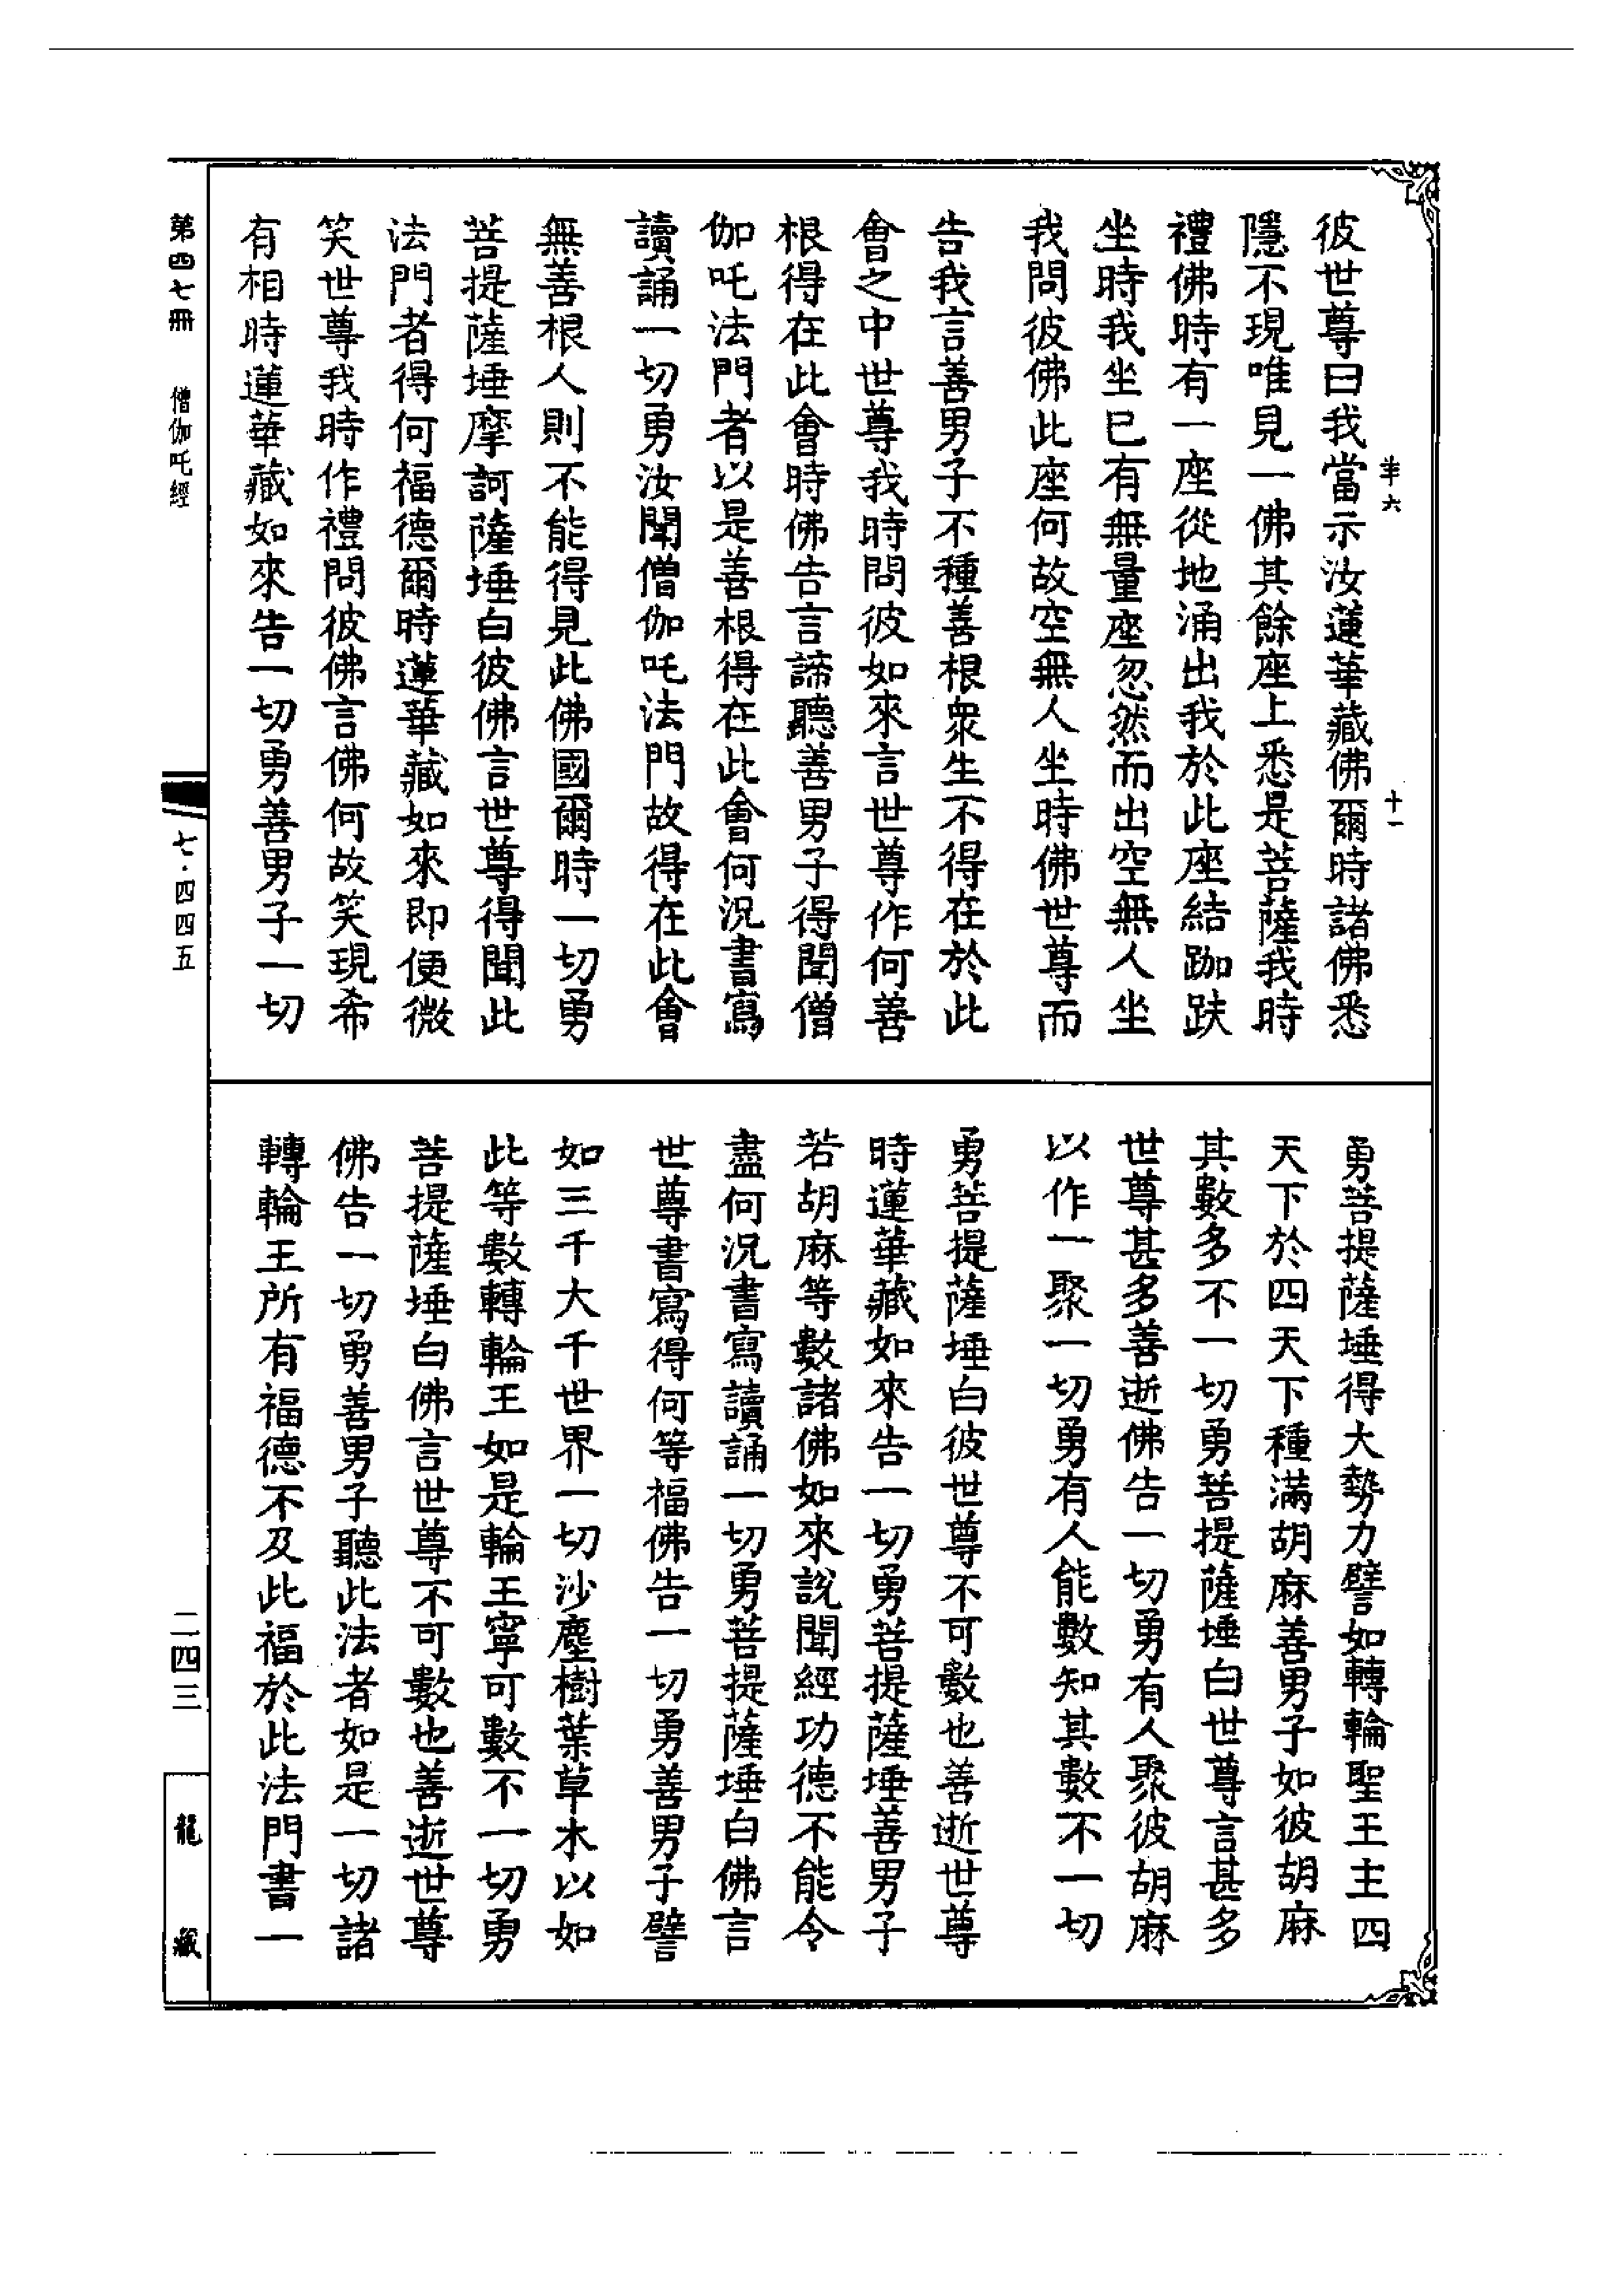 彼世尊曰我當示汝蓮華藏佛爾時諸佛悉
隱不現唯見一佛其餘座上悉是菩薩我時
禮佛時有一座從地涌出我於此座結跏趺
坐時我坐已有無量座忽然而出空無人坐
我問彼佛此座何故空無人坐時佛世尊而
告我言善男子不種善根衆生不得在於此
會之中世尊我時問彼如來言世尊作何善
根得在此會時佛告言諦聽善男子得聞僧
伽吒法門者以是善根得在此會何況書寫
讀誦一切勇汝聞僧伽吒法門故得在此會
無善根人則不能得見此佛國爾時一切勇
菩提薩埵摩訶薩埵白彼佛言世尊得聞此
法門者得何福德爾時蓮華藏如來即便微
笑世尊我時作禮問彼佛言佛何故笑現希
有相時蓮華藏如來告一切勇善男子一切
勇菩提薩埵得大勢力譬如轉輪聖王主四
天下於四天下種滿胡麻善男子如彼胡麻
其數多不一切勇菩提薩埵白世尊言甚多
世尊甚多善逝佛告一切勇有人聚彼胡麻
以作一聚一切勇有人能數知其數不一切
勇菩提薩埵白彼世尊不可數也善逝世尊
時蓮華藏如來告一切勇菩提薩埵善男子
若胡麻等數諸佛如來說聞經功德不能令
盡何況書寫讀誦一切勇菩提薩埵白佛言
世尊書寫得何等福佛告一切勇善男子譬
如三千大千世界一切沙塵樹葉草木以如
此等數轉輪王如是輪王寧可數不一切勇
菩提薩埵白佛言世尊不可數也善逝世尊
佛告一切勇善男子聽此法者如是一切諸
轉輪王所有福德不及此福於此法門書一
六 十一
第四七冊 僧伽吒經
七·四四五
二四三
龍藏